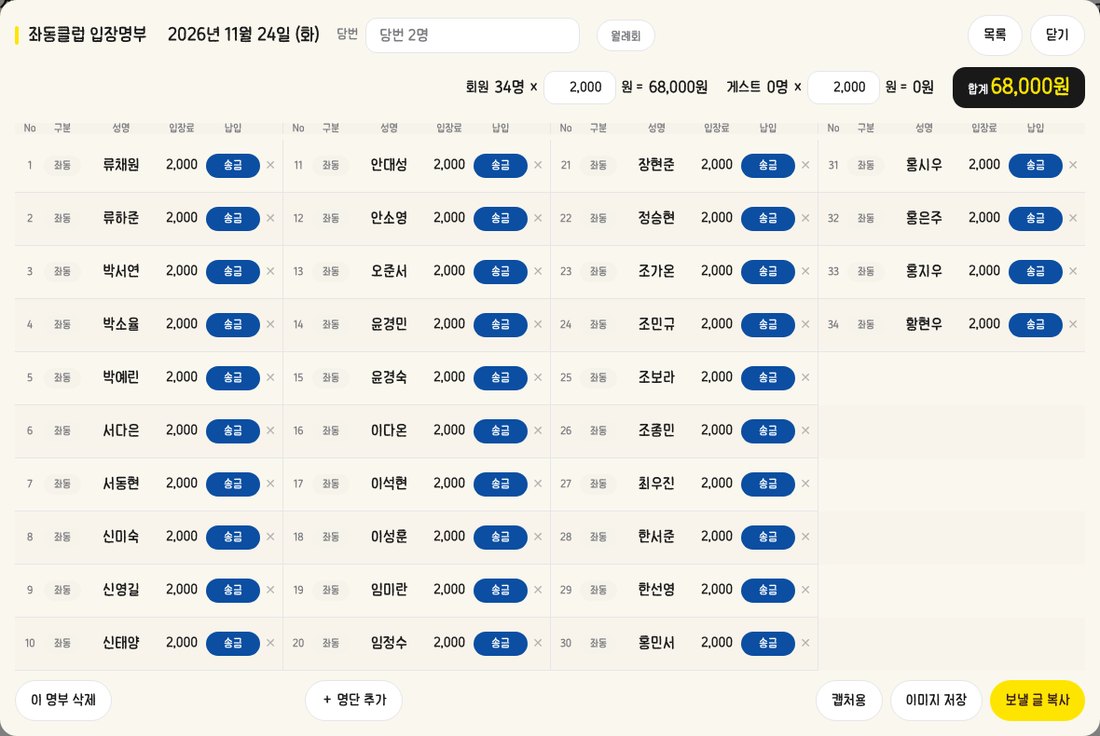 좌동클럽 입장명부 2026년 11월 24일 (화) 당번 당번 2명 월례회 목록 닫기
회원 34명 × 2,000 원 = 68,000원 게스트 0명 × 2,000 원 = 0원 합계 68,000원
No 구분 성명 입장료 납입 No 구분 성명 입장료 납입 No 구분 성명 입장료 납입 No 구분 성명 입장료 납입
1 좌동 류채원 2,000 송금 × 11 좌동 안대성 2,000 송금 × 21 좌동 장현준 2,000 송금 × 31 좌동 홍시우 2,000 송금 ×
2 좌동 류하준 2,000 송금 × 12 좌동 안소영 2,000 송금 × 22 좌동 정승현 2,000 송금 × 32 좌동 홍은주 2,000 송금 ×
3 좌동 박서연 2,000 송금 × 13 좌동 오준서 2,000 송금 × 23 좌동 조가온 2,000 송금 × 33 좌동 홍지우 2,000 송금 ×
4 좌동 박소율 2,000 송금 × 14 좌동 윤경민 2,000 송금 × 24 좌동 조민규 2,000 송금 × 34 좌동 황현우 2,000 송금 ×
5 좌동 박예린 2,000 송금 × 15 좌동 윤경숙 2,000 송금 × 25 좌동 조보라 2,000 송금 ×
6 좌동 서다은 2,000 송금 × 16 좌동 이다온 2,000 송금 × 26 좌동 조종민 2,000 송금 ×
7 좌동 서동현 2,000 송금 × 17 좌동 이석현 2,000 송금 × 27 좌동 최우진 2,000 송금 ×
8 좌동 신미숙 2,000 송금 × 18 좌동 이성훈 2,000 송금 × 28 좌동 한서준 2,000 송금 ×
9 좌동 신영길 2,000 송금 × 19 좌동 임미란 2,000 송금 × 29 좌동 한선영 2,000 송금 ×
10 좌동 신태양 2,000 송금 × 20 좌동 임정수 2,000 송금 × 30 좌동 홍민서 2,000 송금 ×
이 명부 삭제 + 명단 추가 캡처용 이미지 저장 보낼 글 복사